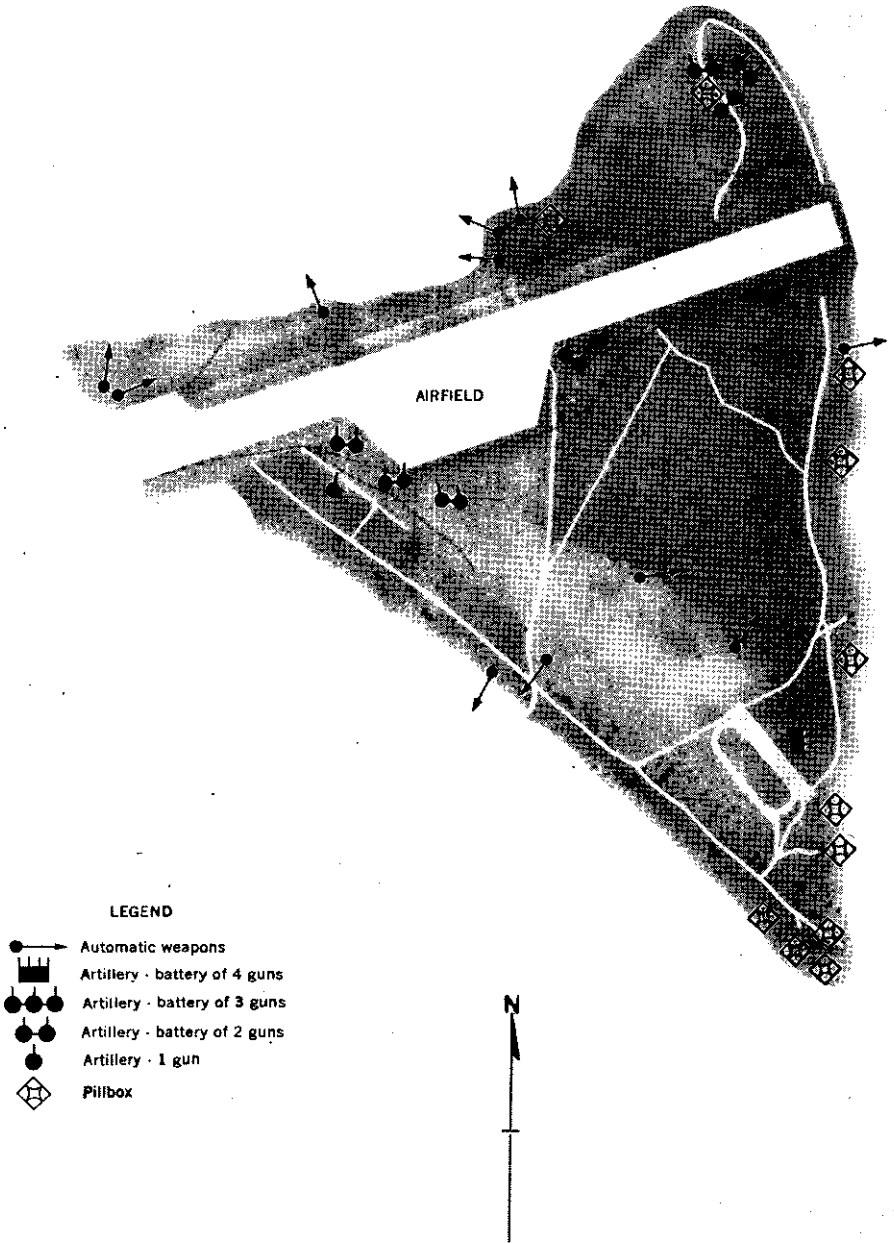 AIRFIELD
LEGEND
Automatic weapons
Artillery - battery of 4 guns
Artillery - battery of 3 guns
Artillery - battery of 2 guns
Artillery - 1 gun
Pillbox
N